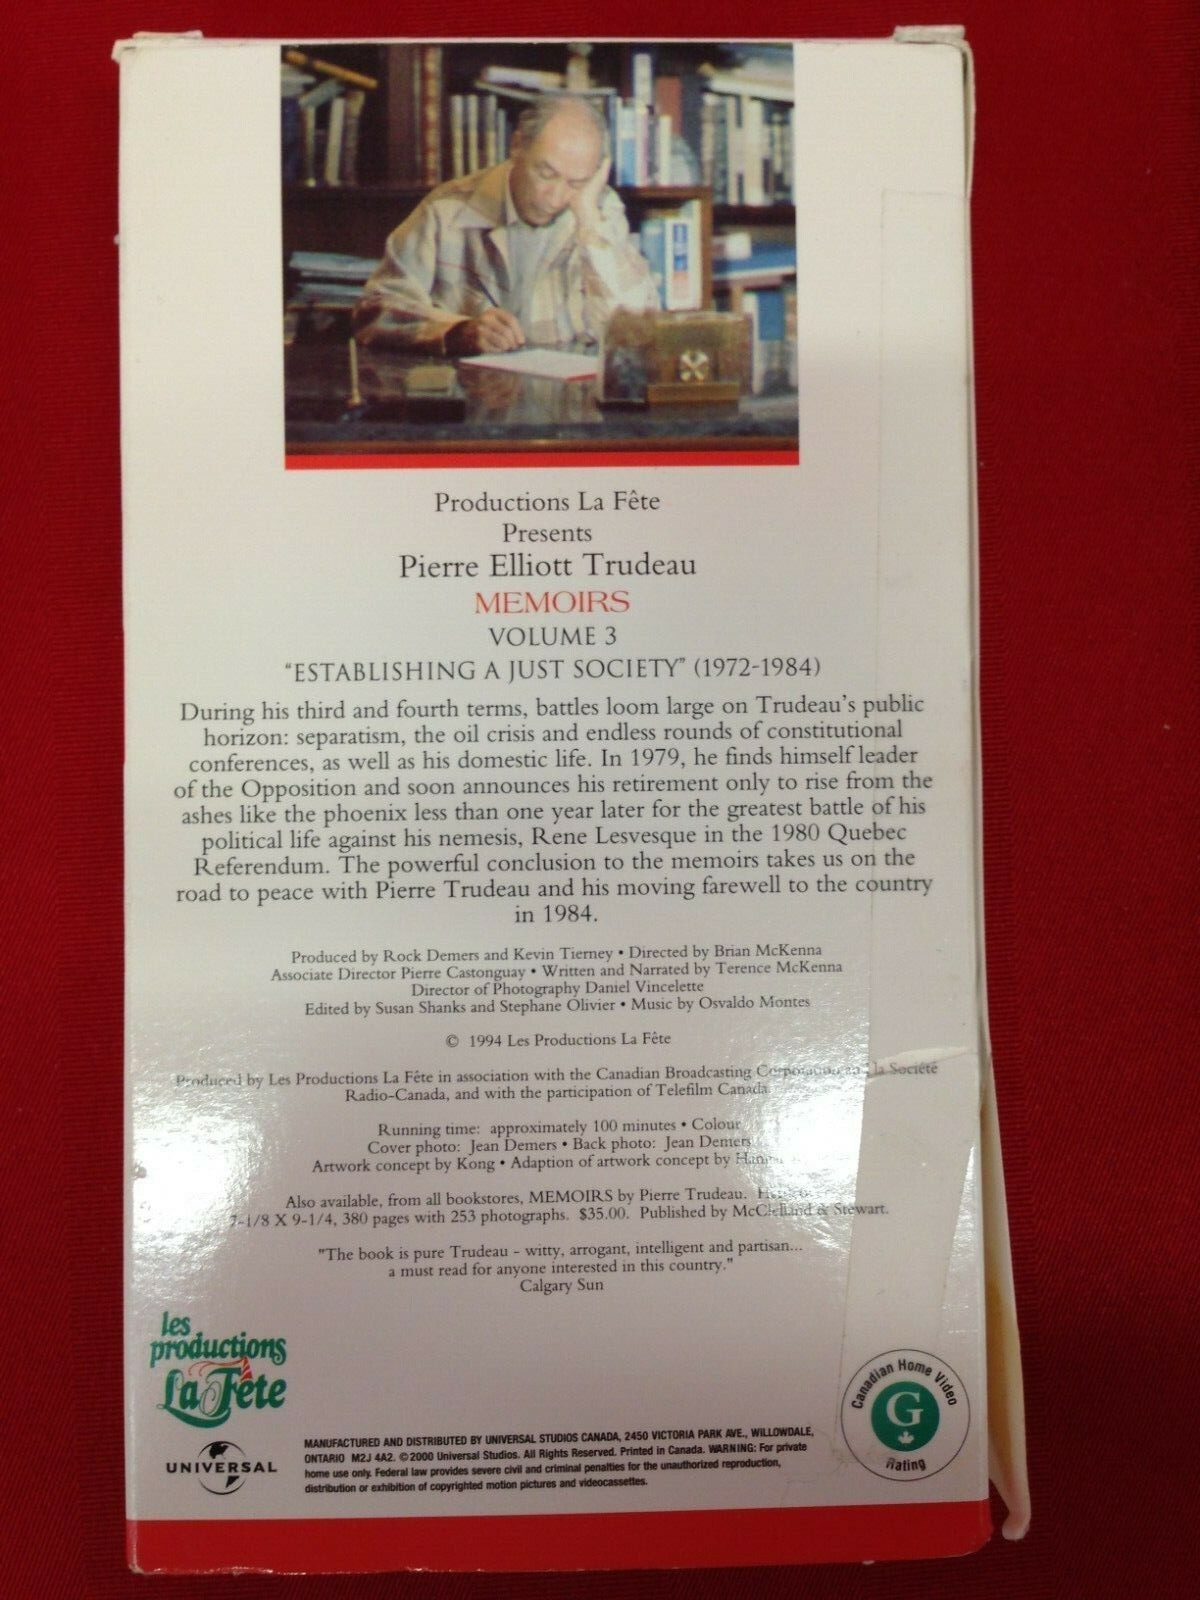 Productions La Fête
Presents
Pierre Elliott Trudeau
MEMOIRS
VOLUME 3
"ESTABLISHING A JUST SOCIETY" (1972-1984)
During his third and fourth terms, battles loom large on Trudeau's public
horizon: separatism, the oil crisis and endless rounds of constitutional
conferences, as well as his domestic life. In 1979, he finds himself leader
of the Opposition and soon announces his retirement only to rise from the
ashes like the phoenix less than one year later for the greatest battle of his
political life against his nemesis, Rene Lesvesque in the 1980 Quebec
Referendum. The powerful conclusion to the memoirs takes us on the
road to peace with Pierre Trudeau and his moving farewell to the country
in 1984.
Produced by Rock Demers and Kevin Tierney • Directed by Brian McKenna
Associate Director Pierre Castonguay • Written and Narrated by Terence McKenna
Director of Photography Daniel Vincelette
Edited by Susan Shanks and Stephane Olivier • Music by Osvaldo Montes
© 1994 Les Productions La Fête
Produced by Les Productions La Fête in association with the Canadian Broadcasting Corporation la Société
Radio-Canada, and with the participation of Telefilm Canada.
Running time: approximately 100 minutes • Colour
Cover photo: Jean Demers • Back photo: Jean Demers
Artwork concept by Kong • Adaption of artwork concept by
Also available, from all bookstores, MEMOIRS by Pierre Trudeau.
7-1/8 X 9-1/4, 380 pages with 253 photographs. $35.00. Published by McClelland & Stewart.
"The book is pure Trudeau - witty, arrogant, intelligent and partisan...
a must read for anyone interested in this country."
Calgary Sun
les
productions
La Fête
Canadian Home Video
G
Rating
UNIVERSAL
MANUFACTURED AND DISTRIBUTED BY UNIVERSAL STUDIOS CANADA, 2450 VICTORIA PARK AVE., WILLOWDALE,
ONTARIO M2J 4A2. ©2000 Universal Studios. All Rights Reserved. Printed in Canada. WARNING: For private
home use only. Federal law provides severe civil and criminal penalties for the unauthorized reproduction,
distribution or exhibition of copyrighted motion pictures and videocassettes.